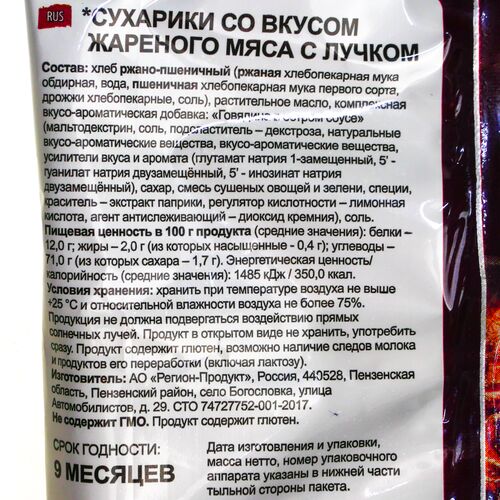 RUS
*СУХАРИКИ СО ВКУСОМ
ЖАРЕНОГО МЯСА С ЛУЧКОМ
Состав: хлеб ржано-пшеничный (ржаная хлебопекарная мука
обдирная, вода, пшеничная хлебопекарная мука первого сорта,
дрожжи хлебопекарные, соль), растительное масло, комплексная
вкусо-ароматическая добавка: «Говядина в остром соусе»
(мальтодекстрин, соль, подсластитель – декстроза, натуральные
вкусо-ароматические вещества, вкусо-ароматические вещества,
усилители вкуса и аромата (глутамат натрия 1-замещенный, 5'-
гуанилат натрия двузамещённый, 5' - инозинат натрия
двузамещённый), сахар, смесь сушеных овощей и зелени, специи,
краситель – экстракт паприки, регулятор кислотности – лимонная
кислота, агент антислеживающий – диоксид кремния), соль.
Пищевая ценность в 100 г продукта (средние значения): белки –
12,0 г; жиры – 2,0 г (из которых насыщенные - 0,4 г); углеводы –
71,0 г (из которых сахара – 1,7 г). Энергетическая ценность/
калорийность (средние значения): 1485 кДж / 350,0 ккал.
Условия хранения: хранить при температуре воздуха не выше
+25 °С и относительной влажности воздуха не более 75%.
Продукция не должна подвергаться воздействию прямых
солнечных лучей. Продукт в открытом виде не хранить, употребить
сразу. Продукт содержит глютен, возможно наличие следов молока
и продуктов его переработки (включая лактозу).
Изготовитель: АО «Регион-Продукт», Россия, 440528, Пензенская
область, Пензенский район, село Богословка, улица
Автомобилистов, д. 29. СТО 74727752-001-2017.
Не содержит ГМО. Продукт содержит глютен.
СРОК ГОДНОСТИ:
9 МЕСЯЦЕВ
Дата изготовления и упаковки,
масса нетто, номер упаковочного
аппарата указаны в нижней части
тыльной стороны пакета.